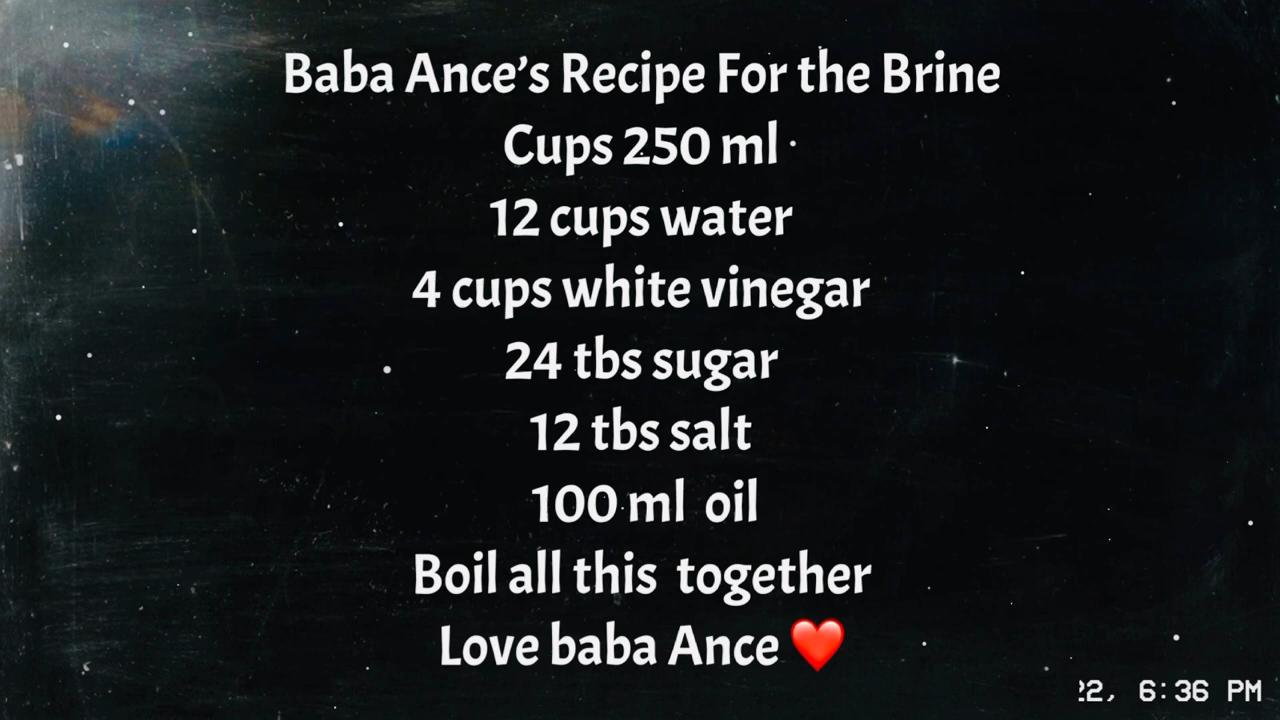 Baba Ance’s Recipe For the Brine
Cups 250 ml
12 cups water
4 cups white vinegar
24 tbs sugar
12 tbs salt
100 ml oil
Boil all this together
Love baba Ance ❤️
6:36 PM